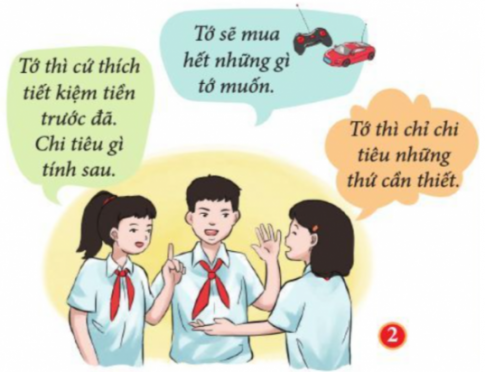 Tớ thì cứ thích
tiết kiệm tiền
trước đã.
Chi tiêu gì
tính sau.
Tớ sẽ mua
hết những gì
tớ muốn.
Tớ thì chỉ chi
tiêu những
thứ cần thiết.
2